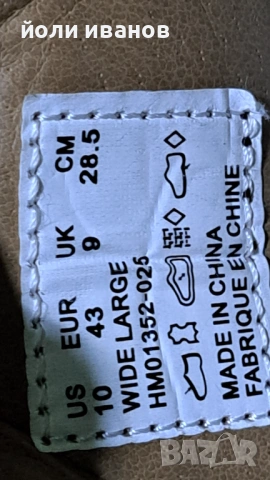 йоли иванов
US EUR UK CM
10 43 9 28.5
WIDE LARGE
HM01352-025
MADE IN CHINA
FABRIQUE EN CHINE
BAZAR